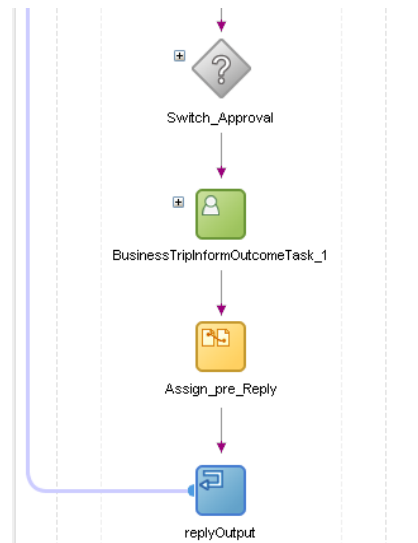 ?
Switch_Approval
BusinessTripInformOutcomeTask_1
Assign_pre_Reply
replyOutput